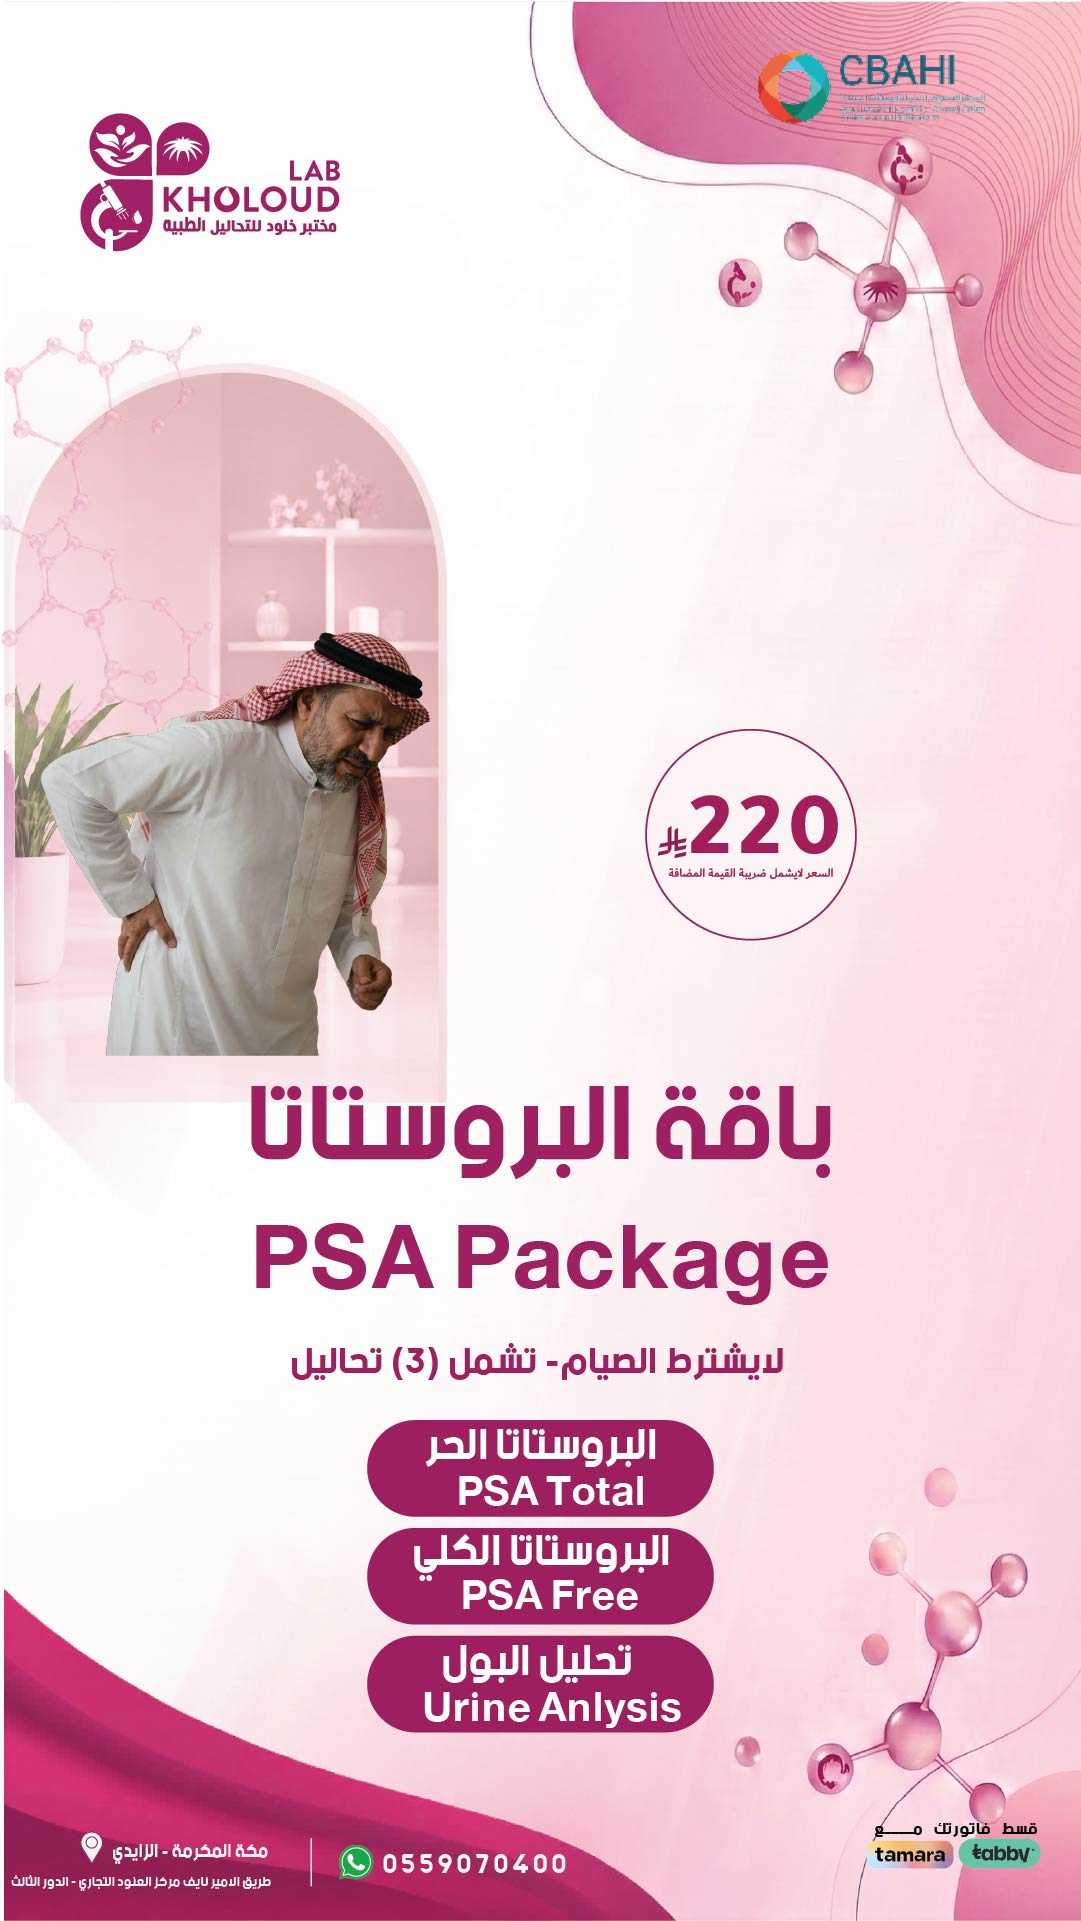 CBAHI
LAB
KHOLOUD
مختبر خلود للتحاليل الطبية
220
السعر لايشمل ضريبة القيمة المضافة
باقة البروستاتا
PSA Package
لايشترط الصيام- تشمل (3) تحاليل
البروستاتا الحر
PSA Total
البروستاتا الكلي
PSA Free
تحليل البول
Urine Anlysis
قسط فاتورتك مـــع
tamara tabby
مكة المكرمة - الزايدي
طريق الامير نايف مركز العنود التجاري - الدور الثالث
0559070400